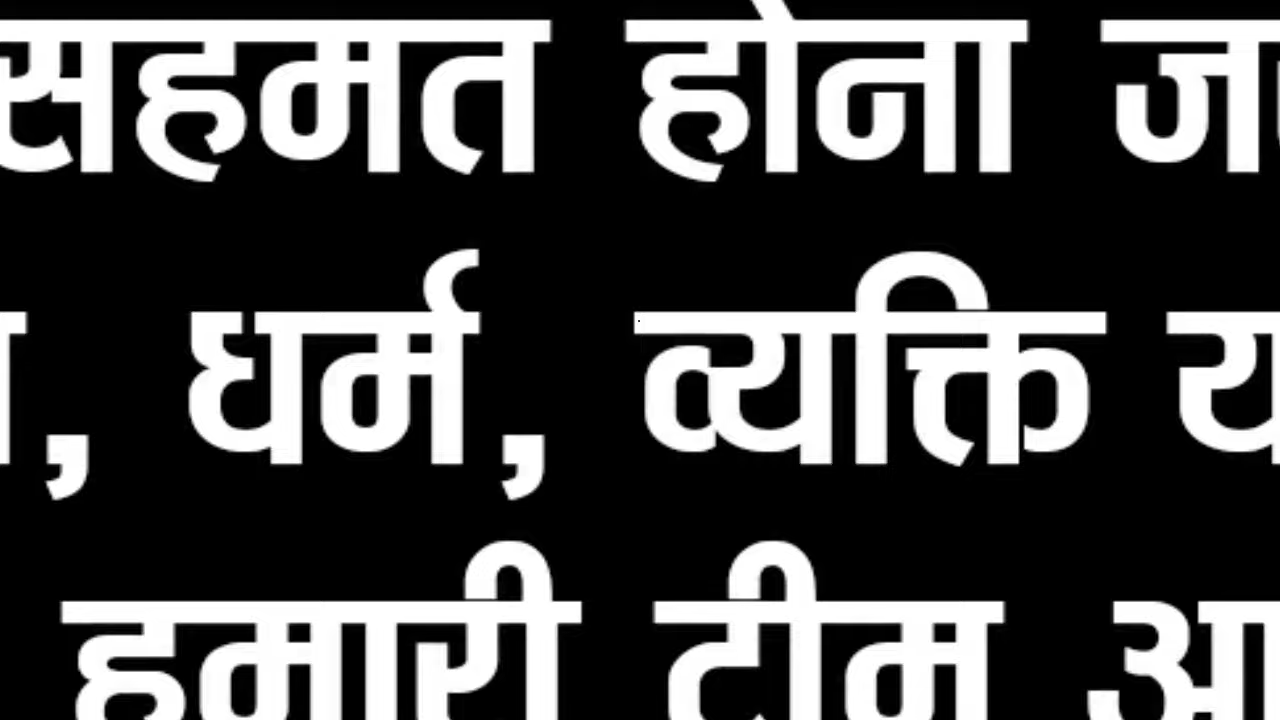 सहमत होना
, धर्म, व्यक्ति
हमारी टीम